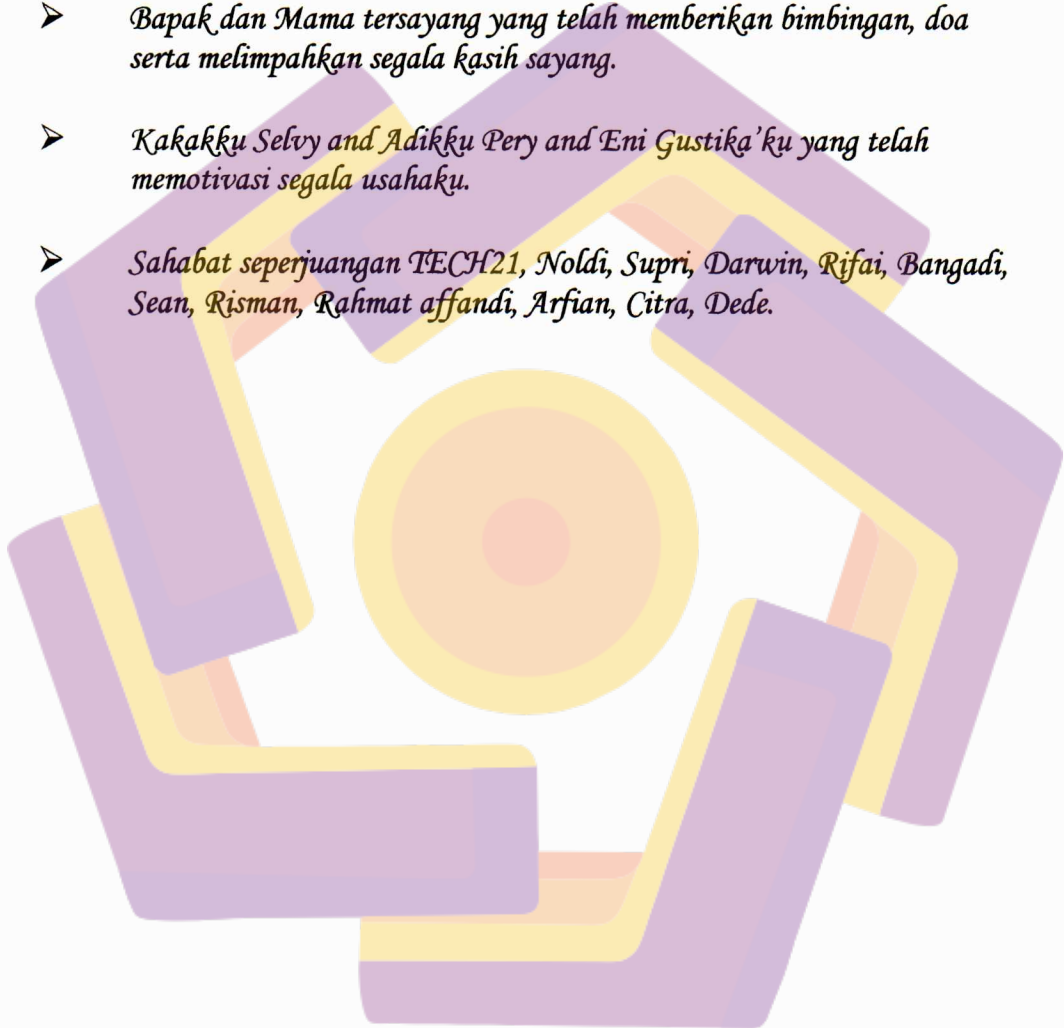 ➢ Bapak dan Mama tersayang yang telah memberikan bimbingan, doa
serta melimpahkan segala kasih sayang.
➢ Kakakku Selvy and Adikku Pery and Eni Gustika'ku yang telah
memotivasi segala usahaku.
➢ Sahabat seperjuangan TECH21, Noldi, Supri, Darwin, Rifai, Bangadi,
Sean, Risman, Rahmat affandi, Arfian, Citra, Dede.